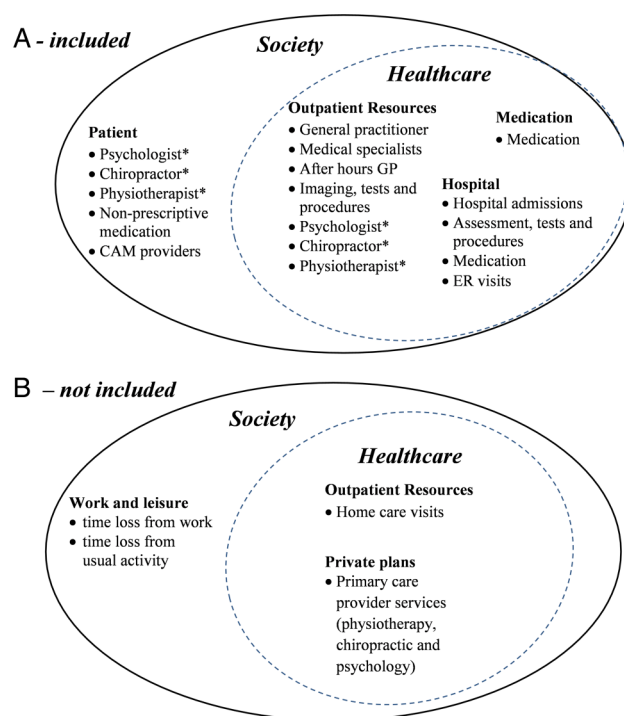 A - included
Society
Healthcare
Patient
• Psychologist*
• Chiropractor*
• Physiotherapist*
• Non-prescriptive
medication
• CAM providers
Outpatient Resources
• General practitioner
• Medical specialists
• After hours GP
• Imaging, tests and
procedures
• Psychologist*
• Chiropractor*
• Physiotherapist*
Medication
• Medication
Hospital
• Hospital admissions
• Assessment, tests and
procedures
• Medication
• ER visits
B – not included
Society
Healthcare
Work and leisure
• time loss from work
• time loss from
usual activity
Outpatient Resources
• Home care visits
Private plans
• Primary care
provider services
(physiotherapy,
chiropractic and
psychology)